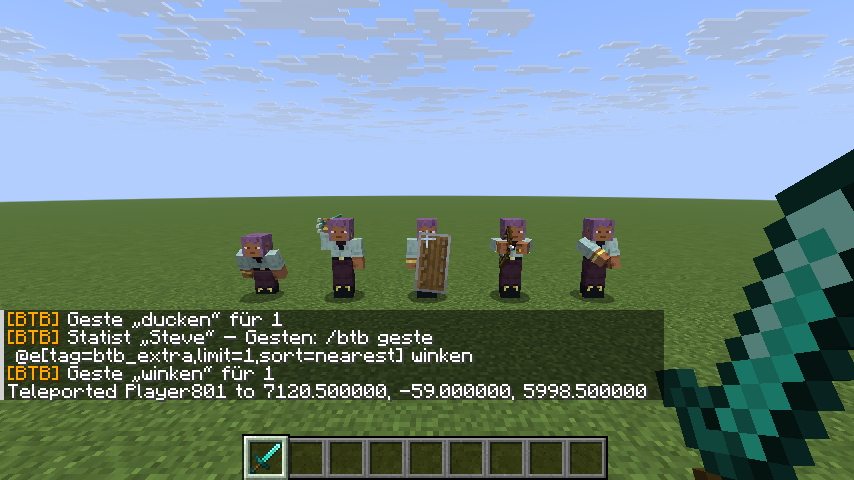 [BTB] Geste „ducken“ für 1
[BTB] Statist „Steve“ – Gesten: /btb geste
@e[tag=btb_extra,limit=1,sort=nearest] winken
[BTB] Geste „winken“ für 1
Teleported Player801 to 7120.500000, -59.000000, 5998.500000